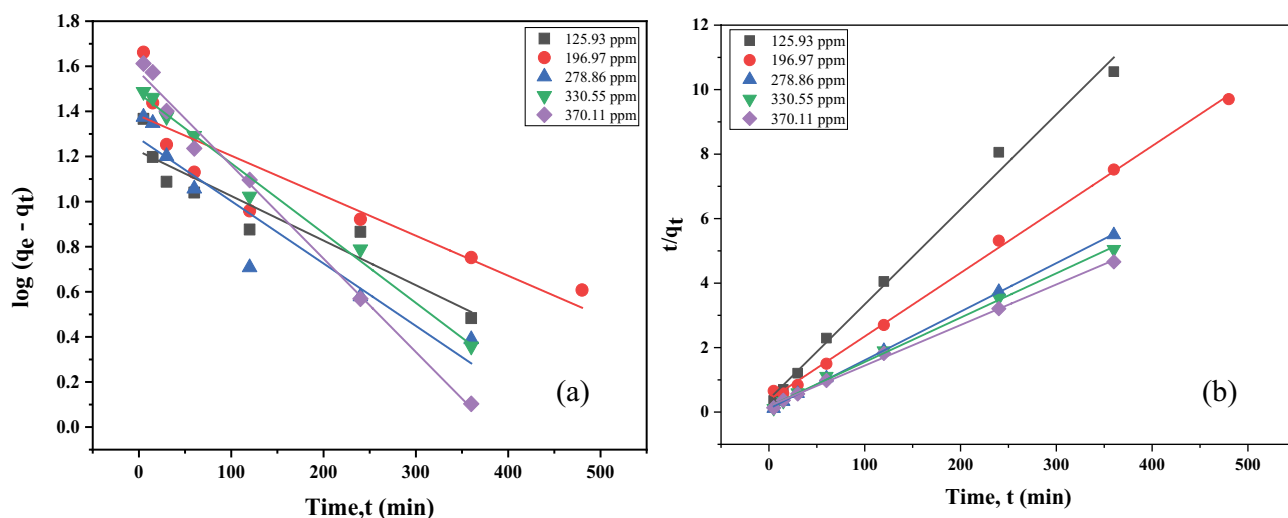 1.8
1.6
1.4
1.2
1.0
0.8
0.6
0.4
0.2
0.0
log (qe - qt)
125.93 ppm
196.97 ppm
278.86 ppm
330.55 ppm
370.11 ppm
(a)
0 100 200 300 400 500
Time,t (min)
12
10
8
6
4
2
0
t/qt
125.93 ppm
196.97 ppm
278.86 ppm
330.55 ppm
370.11 ppm
(b)
0 100 200 300 400 500
Time, t (min)